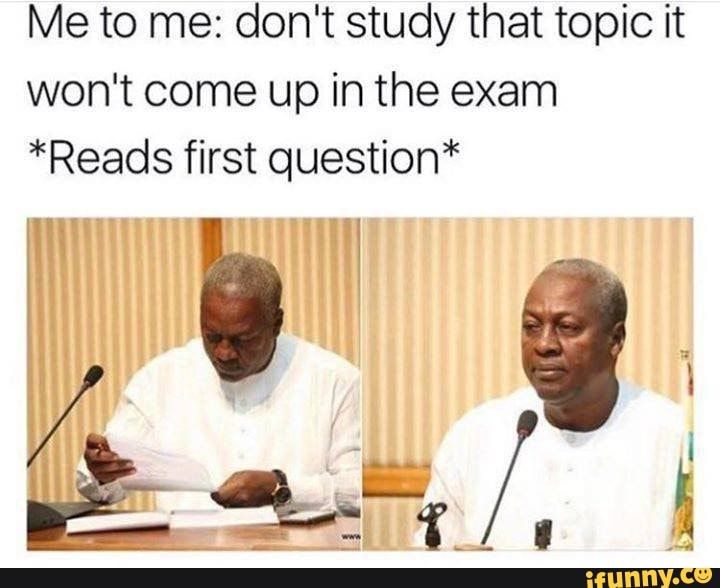 Me to me: don't study that topic it
won't come up in the exam
*Reads first question*
www
ifunny.co